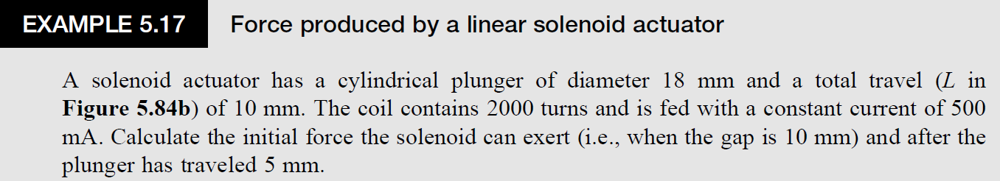 EXAMPLE 5.17 Force produced by a linear solenoid actuator
A solenoid actuator has a cylindrical plunger of diameter 18 mm and a total travel (L in
Figure 5.84b) of 10 mm. The coil contains 2000 turns and is fed with a constant current of 500
mA. Calculate the initial force the solenoid can exert (i.e., when the gap is 10 mm) and after the
plunger has traveled 5 mm.